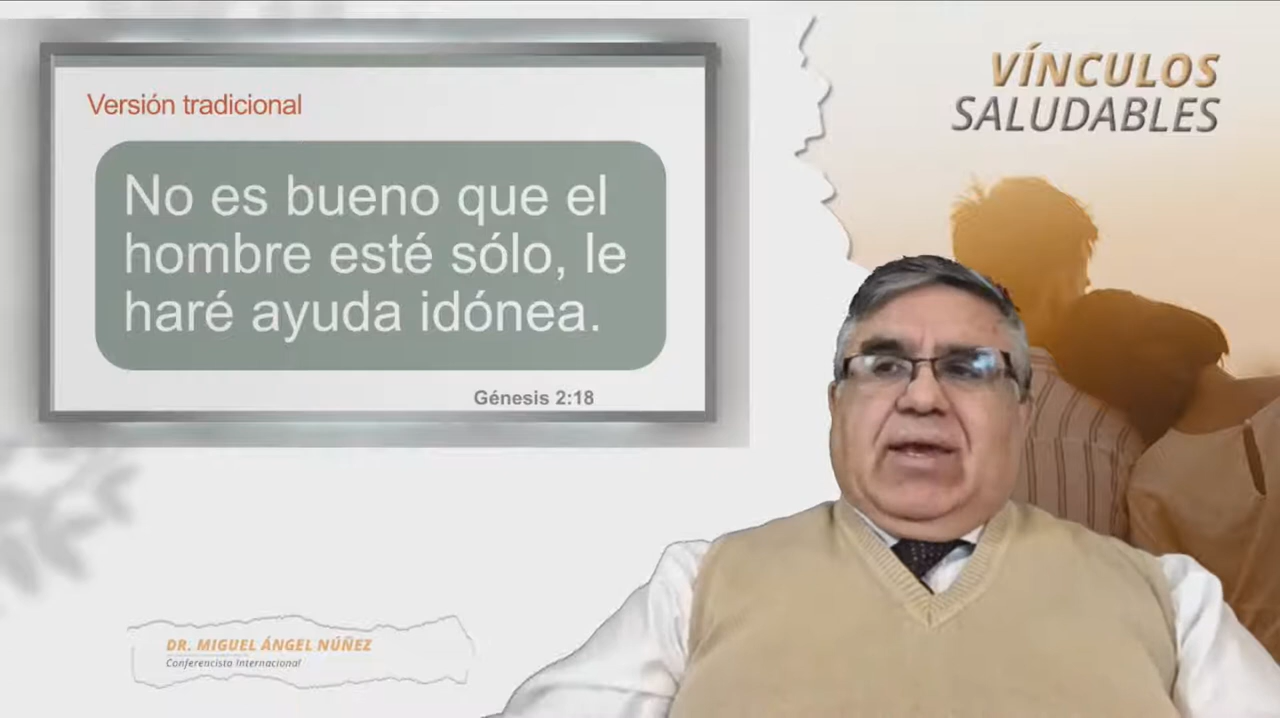 Versión tradicional
No es bueno que el
hombre esté sólo, le
haré ayuda idónea.
Génesis 2:18
VÍNCULOS
SALUDABLES
DR. MIGUEL ÁNGEL NÚÑEZ
Conferencista Internacional